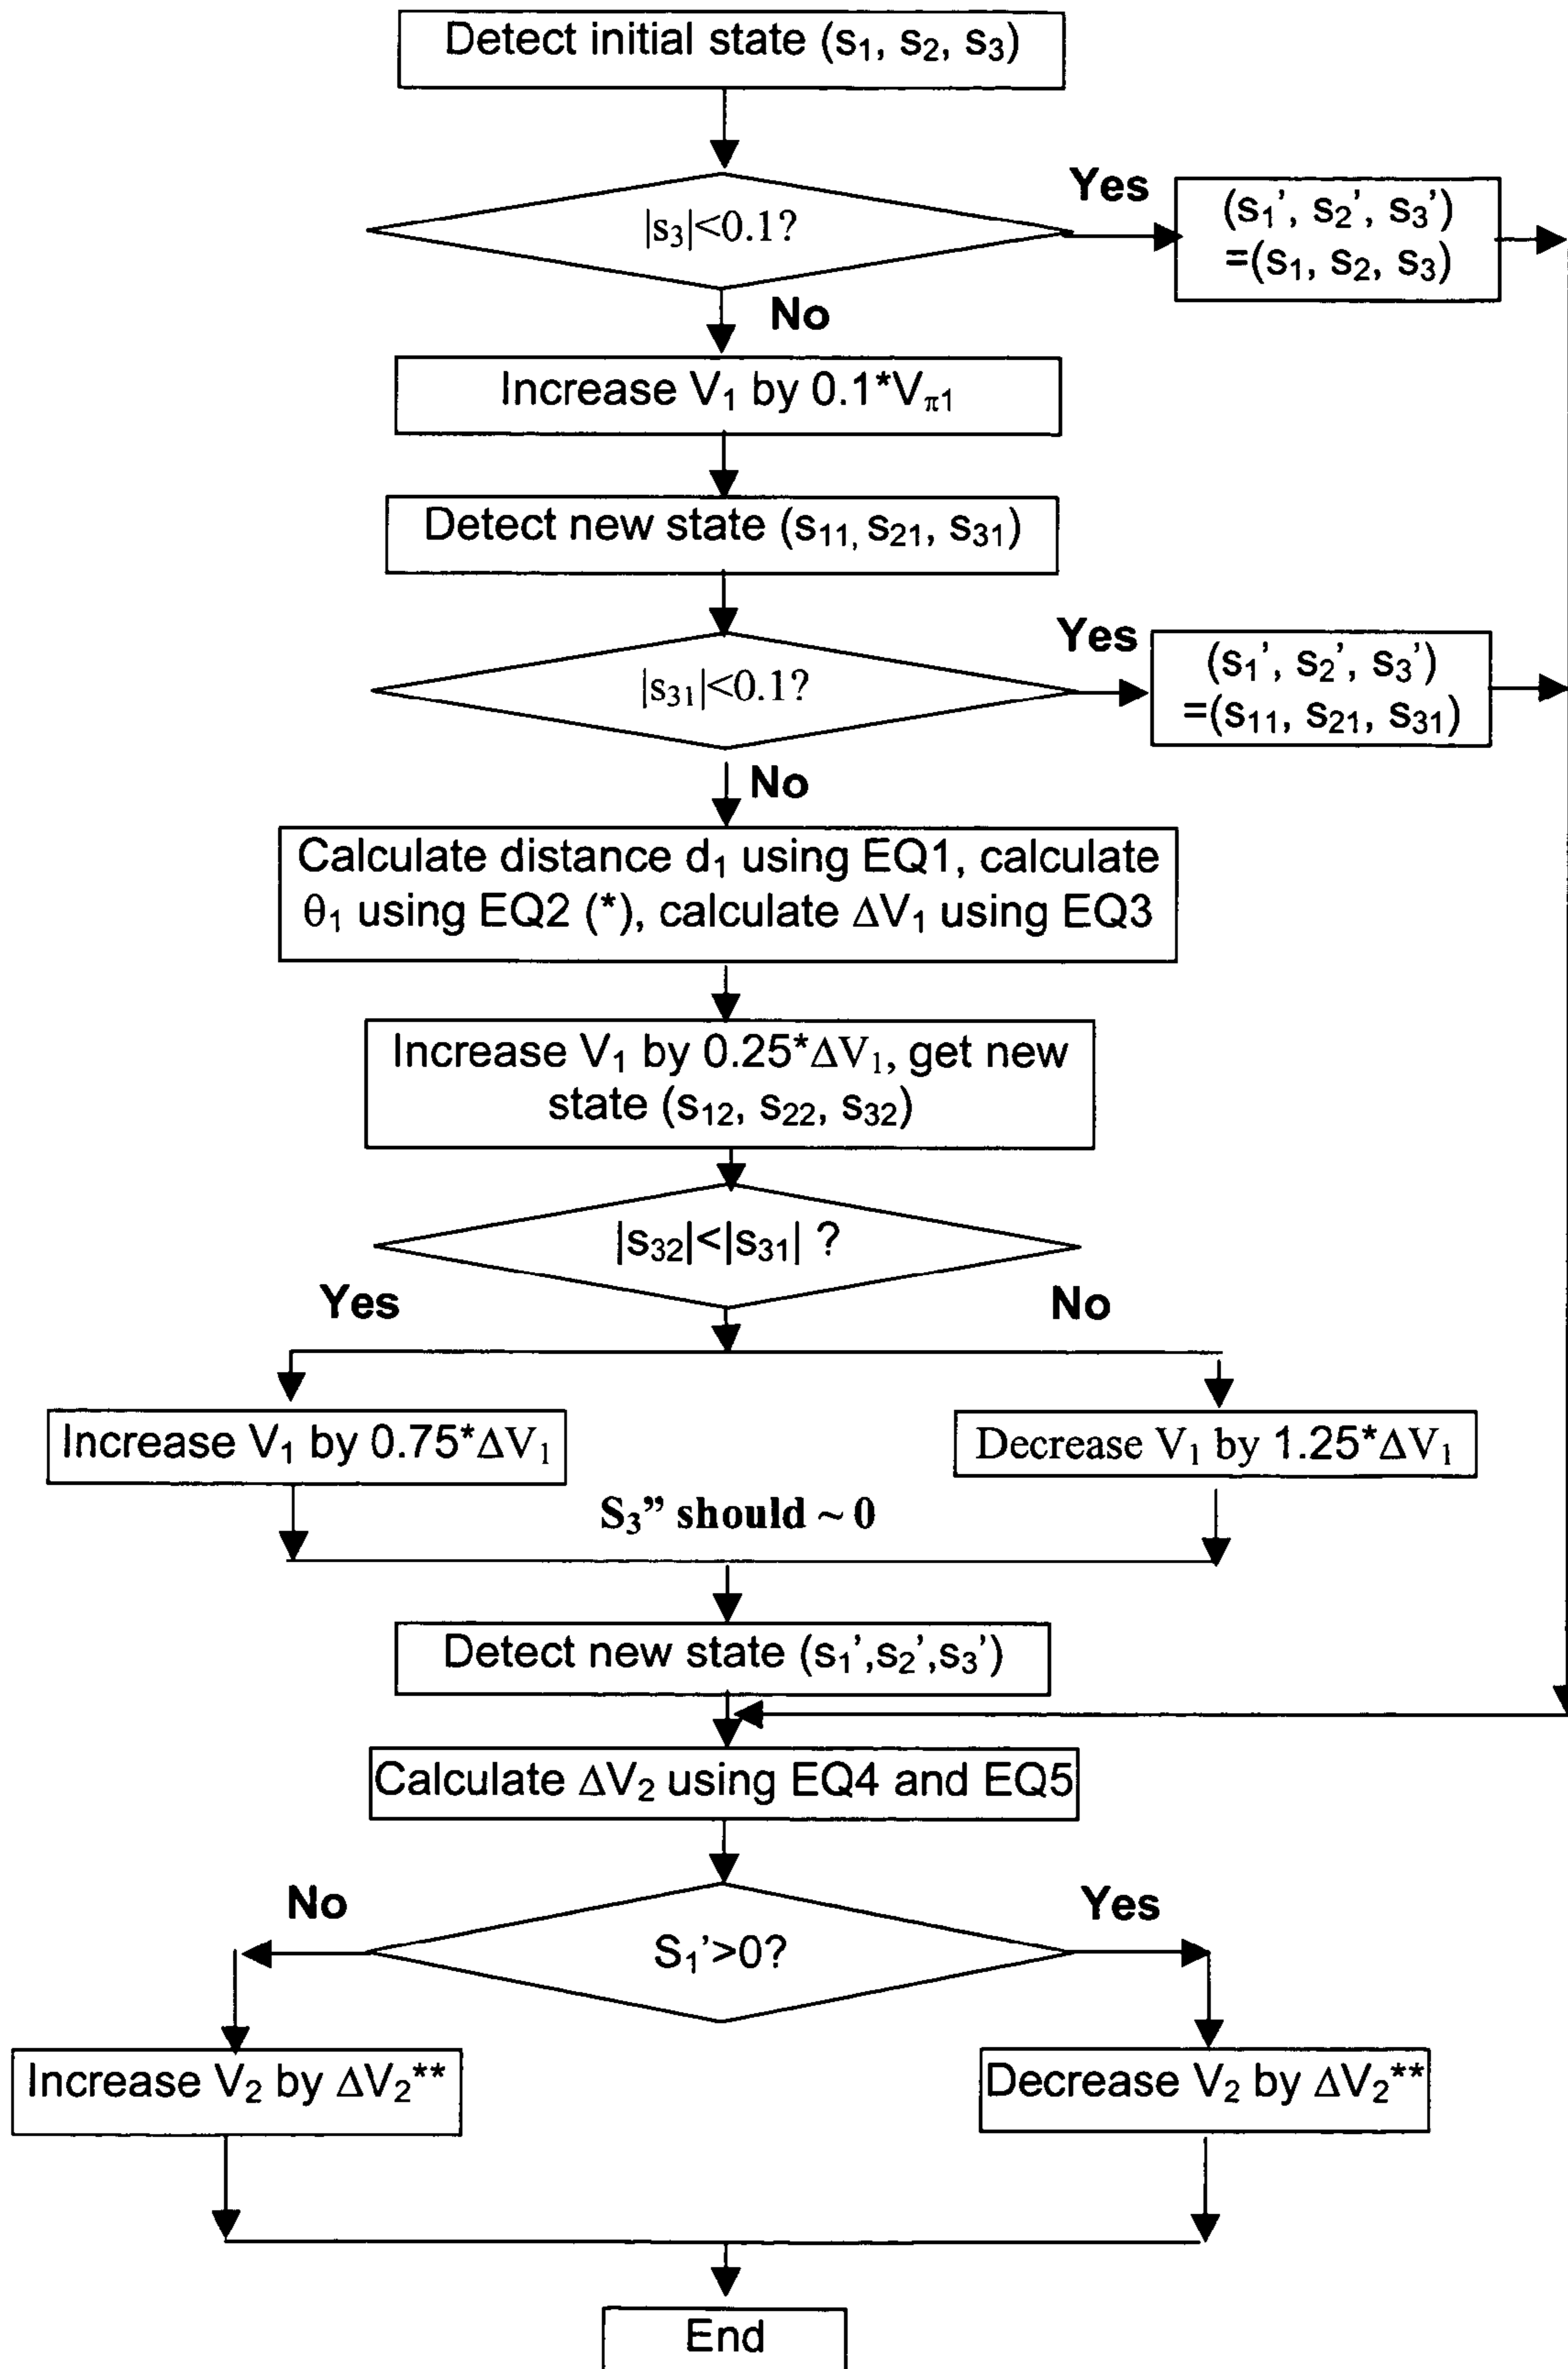 Detect initial state (s₁, s₂, s₃)
|s₃|<0.1?
Yes
(s₁’, s₂’, s₃’)
=(s₁, s₂, s₃)
No
Increase V₁ by 0.1*Vπ₁
Detect new state (s₁₁, s₂₁, s₃₁)
|s₃₁|<0.1?
Yes
(s₁’, s₂’, s₃’)
=(s₁₁, s₂₁, s₃₁)
No
Calculate distance d₁ using EQ1, calculate
θ₁ using EQ2 (*), calculate ΔV₁ using EQ3
Increase V₁ by 0.25*ΔV₁, get new
state (s₁₂, s₂₂, s₃₂)
|s₃₂|<|s₃₁| ?
Yes
No
Increase V₁ by 0.75*ΔV₁
Decrease V₁ by 1.25*ΔV₁
S₃” should ~ 0
Detect new state (s₁’,s₂’,s₃’)
Calculate ΔV₂ using EQ4 and EQ5
No
Yes
S₁’>0?
Increase V₂ by ΔV₂**
Decrease V₂ by ΔV₂**
End